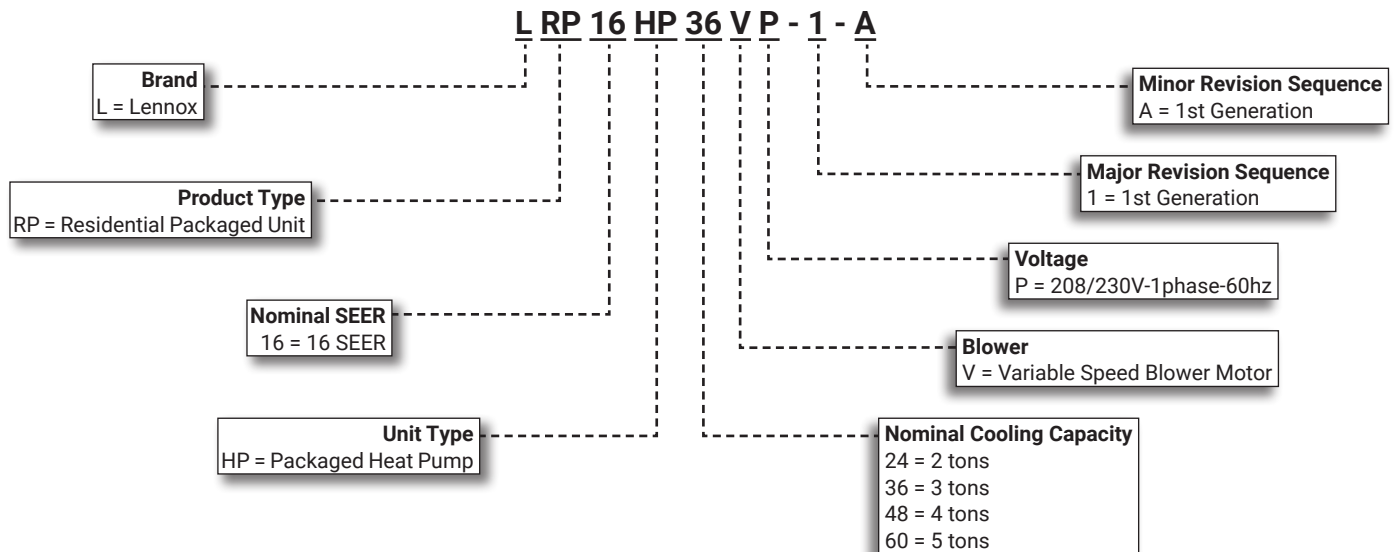 L RP 16 HP 36 V P - 1 - A
Brand
L = Lennox
Product Type
RP = Residential Packaged Unit
Nominal SEER
16 = 16 SEER
Unit Type
HP = Packaged Heat Pump
Minor Revision Sequence
A = 1st Generation
Major Revision Sequence
1 = 1st Generation
Voltage
P = 208/230V-1phase-60hz
Blower
V = Variable Speed Blower Motor
Nominal Cooling Capacity
24 = 2 tons
36 = 3 tons
48 = 4 tons
60 = 5 tons